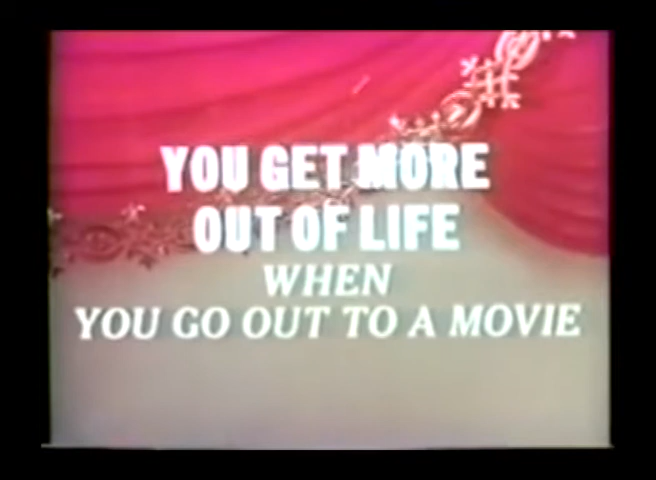 YOU GET MORE
OUT OF LIFE
WHEN
YOU GO OUT TO A MOVIE